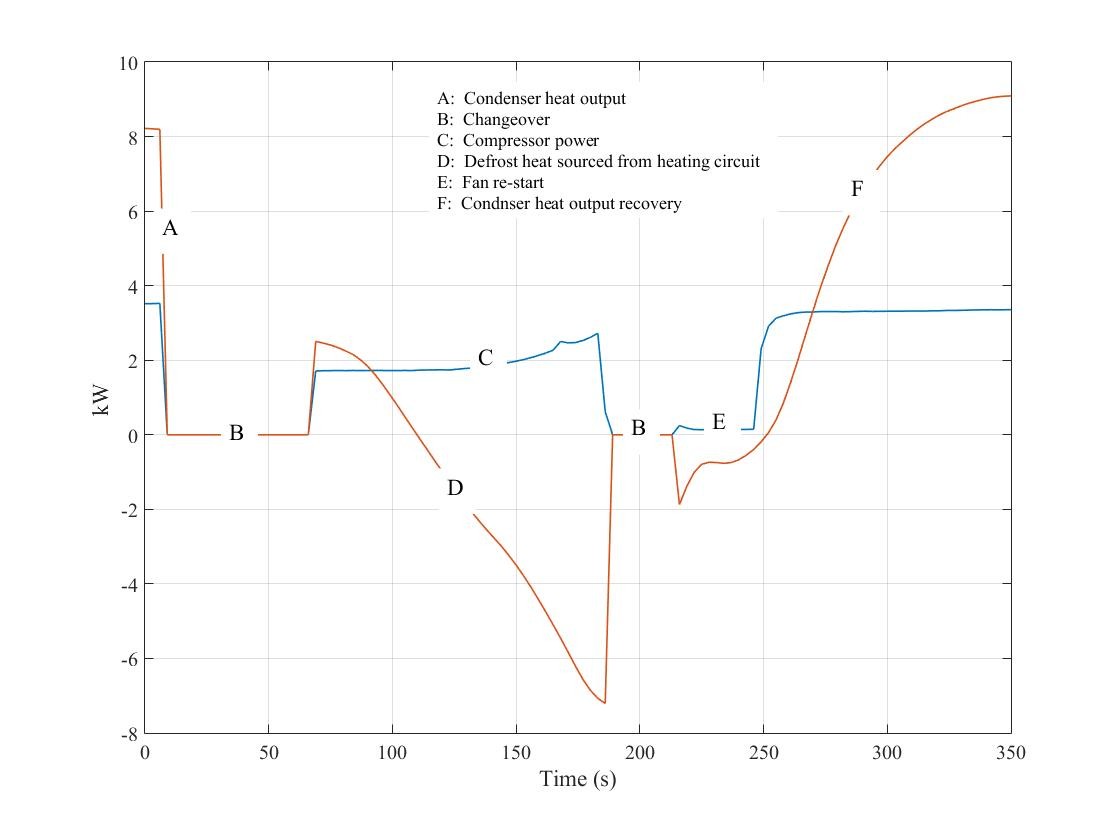 10
8
6
4
2
0
-2
-4
-6
-8
kW
A: Condenser heat output
B: Changeover
C: Compressor power
D: Defrost heat sourced from heating circuit
E: Fan re-start
F: Condnser heat output recovery
A
B
C
D
B
E
F
0 50 100 150 200 250 300 350
Time (s)